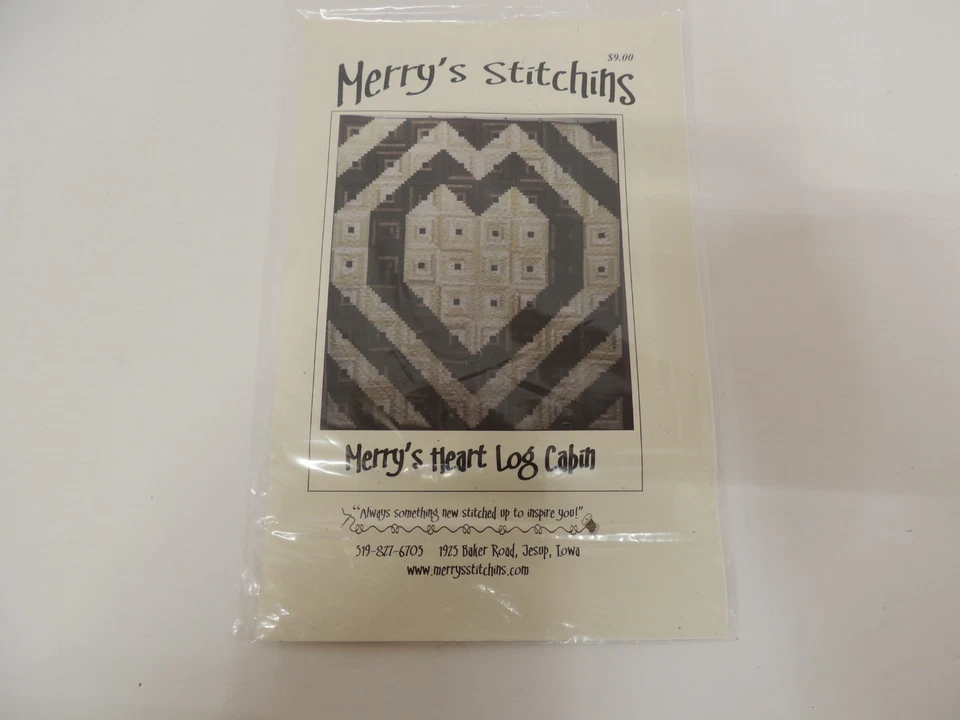 $9.00
Merry's Stitchins
Merry's Heart Log Cabin
"Always something new stitched up to inspire you!"
319-827-6703 1923 Baker Road, Jesup, Iowa
www.merrysstitchins.com